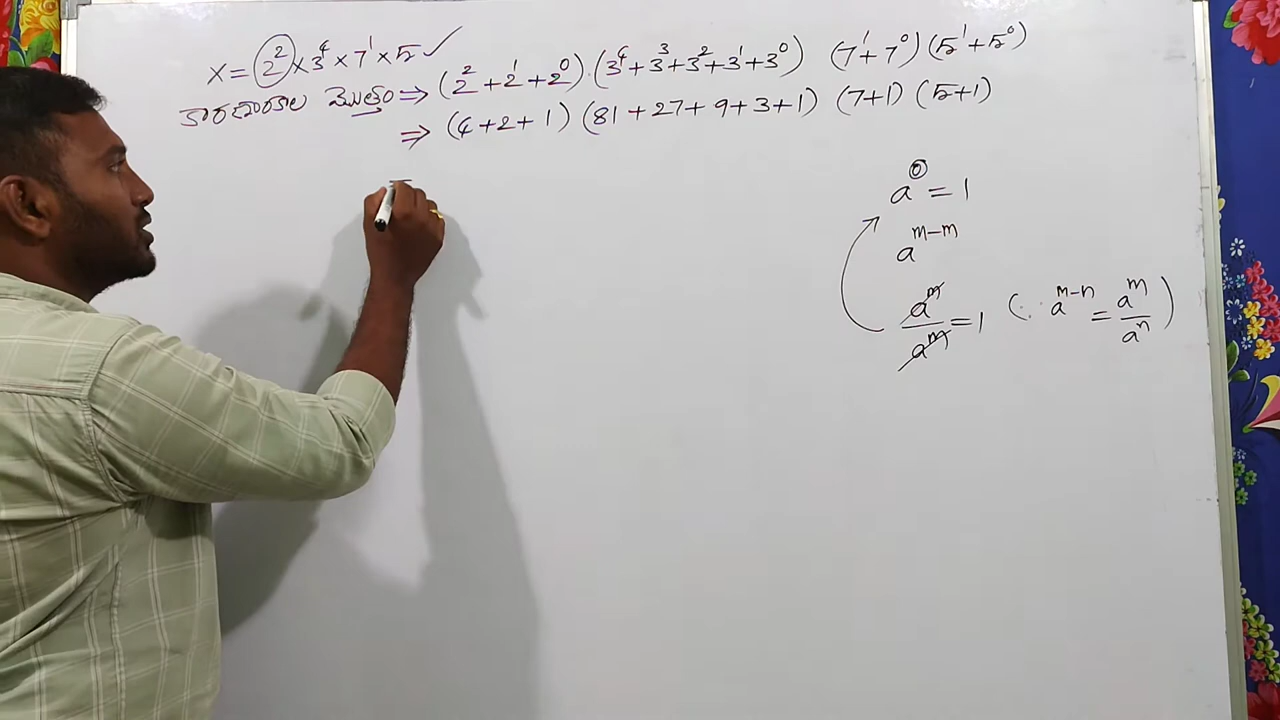 x = 2² × 3⁴ × 7¹ × 5 ✓
కారణాంకాల మొత్తం ⇒ (2² + 2¹ + 2⁰) . (3⁴ + 3³ + 3² + 3¹ + 3⁰) (7¹ + 7⁰) (5¹ + 5⁰)
⇒ (4 + 2 + 1) (81 + 27 + 9 + 3 + 1) (7 + 1) (5 + 1)
a⁰ = 1
a^{m-m}
a^m / a^m = 1 (∵ a^{m-n} = a^m / a^n)